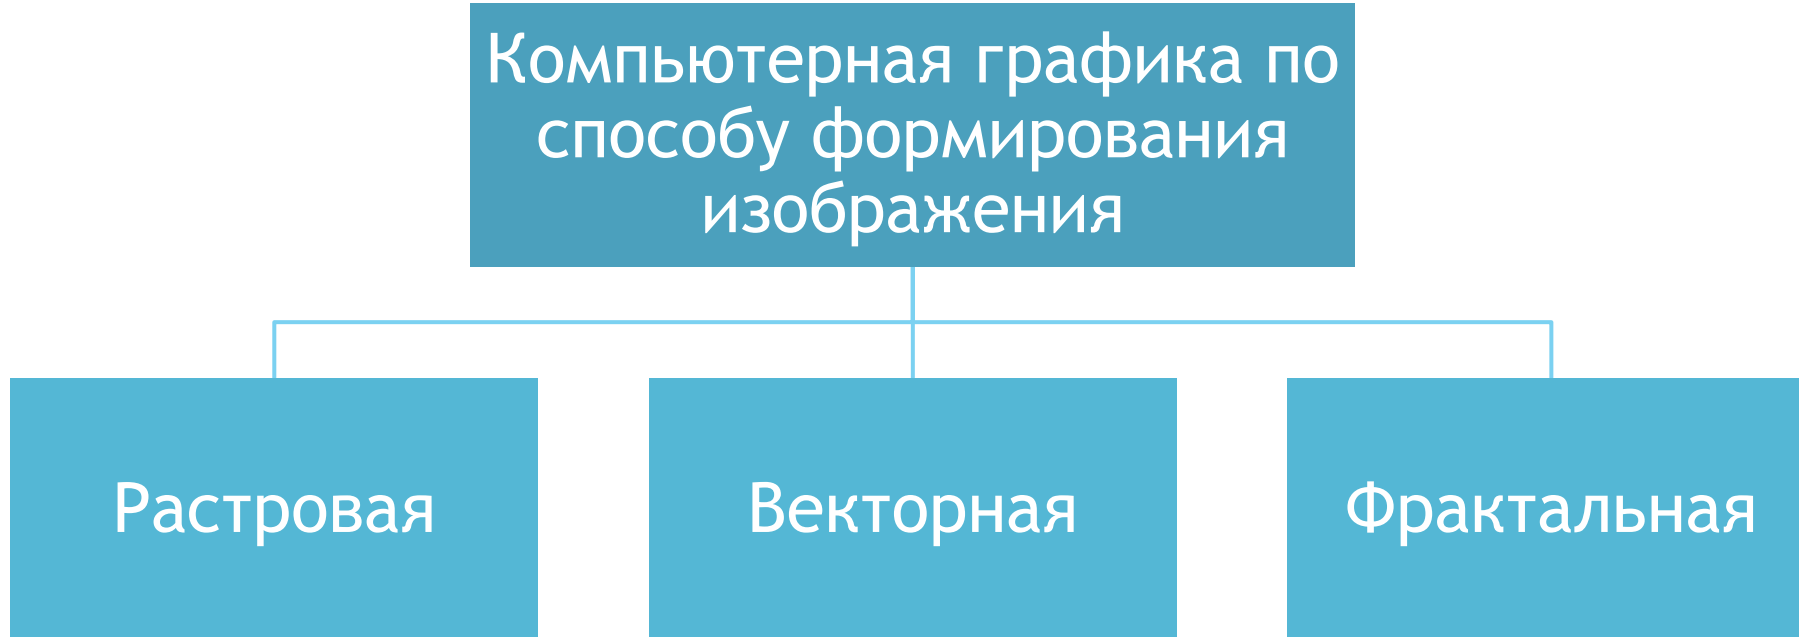 Компьютерная графика по
способу формирования
изображения
Растровая
Векторная
Фрактальная